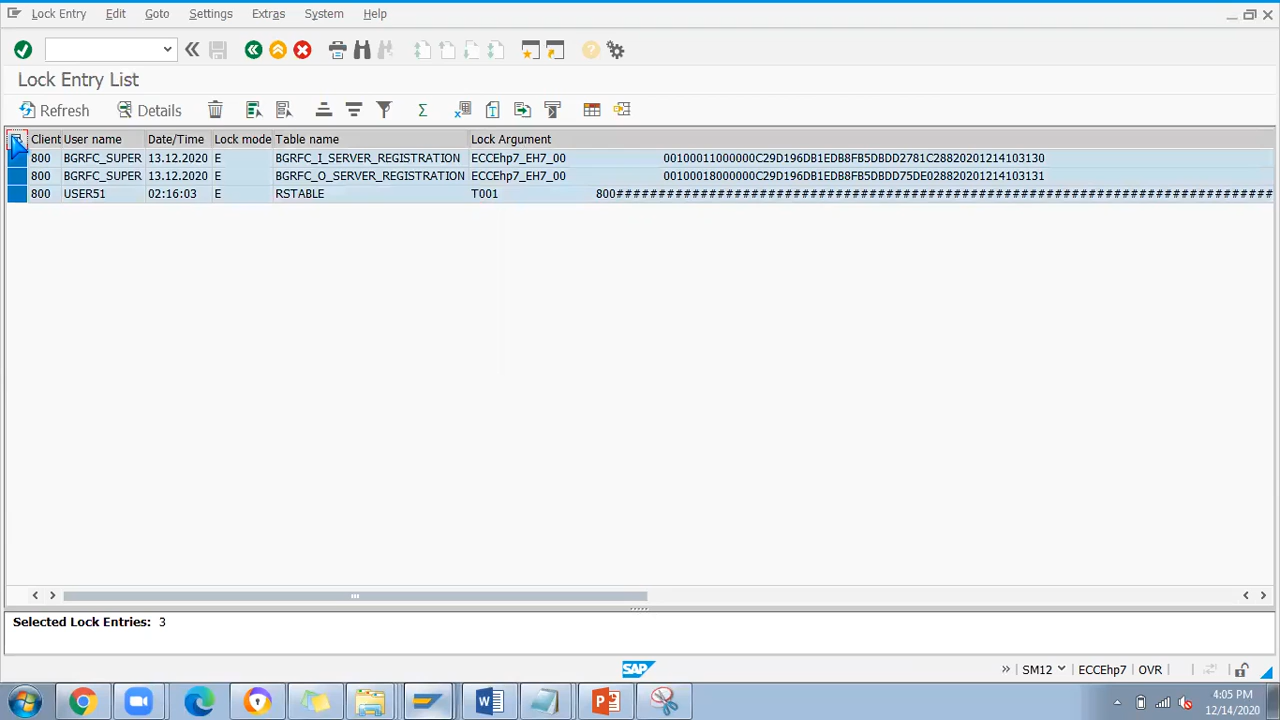 Lock Entry Edit Goto Settings Extras System Help
Lock Entry List
Refresh Details
Client User name Date/Time Lock mode Table name Lock Argument
800 BGRFC_SUPER 13.12.2020 E BGRFC_I_SERVER_REGISTRATION ECCEhp7_EH7_00 00100011000000C29D196DB1EDB8FB5DBDD2781C28820201214103130
800 BGRFC_SUPER 13.12.2020 E BGRFC_O_SERVER_REGISTRATION ECCEhp7_EH7_00 00100018000000C29D196DB1EDB8FB5DBDD75DE028820201214103131
800 USER51 02:16:03 E RSTABLE T001 800##############################################################################
Selected Lock Entries: 3
SAP SM12 ECCEhp7 OVR
4:05 PM
12/14/2020